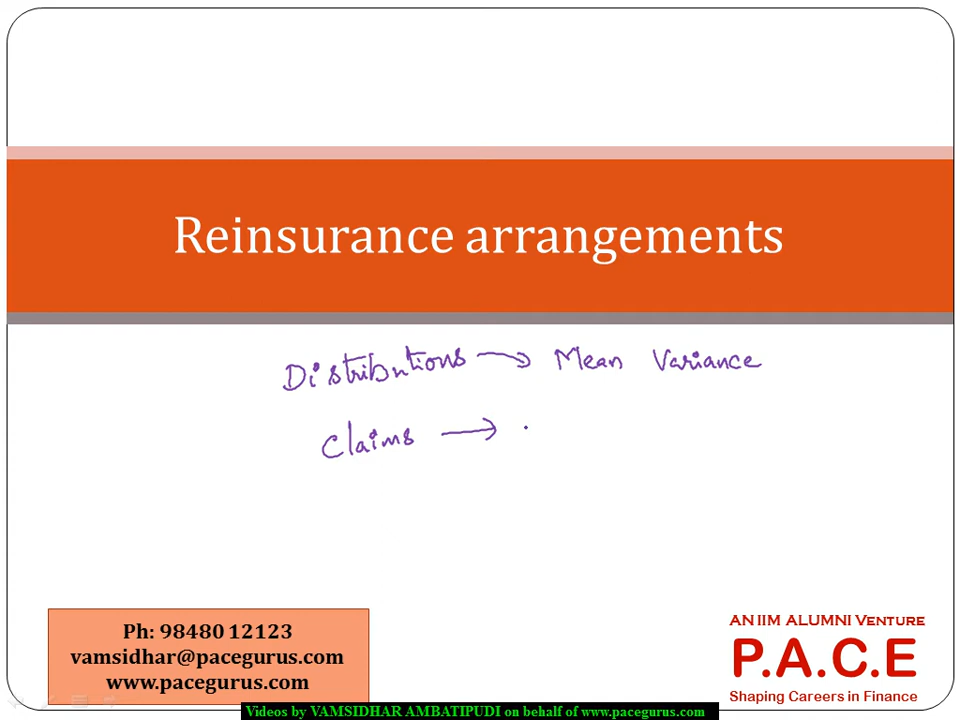 Reinsurance arrangements
Distributions → Mean Variance
Claims →
Ph: 98480 12123
vamsidhar@pacegurus.com
www.pacegurus.com
AN IIM ALUMNI VENTURE
P.A.C.E
Shaping Careers in Finance
Videos by VAMSIDHAR AMBATIPUDI on behalf of www.pacegurus.com